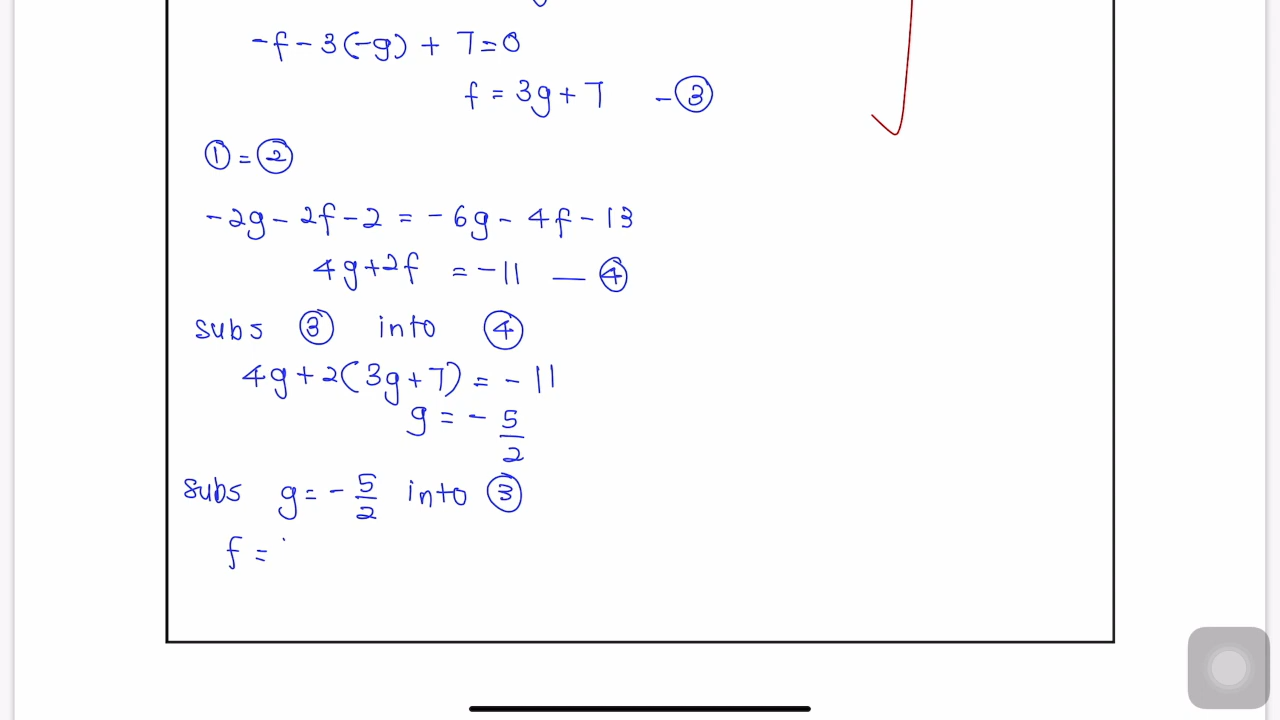 -f-3(-g) + 7=0
f = 3g+7 -③
① = ②
-2g-2f-2 = -6g-4f-13
4g+2f = -11 — ④
subs ③ into ④
4g+2(3g+7) = -11
g = -5/2
subs g = -5/2 into ③
f =